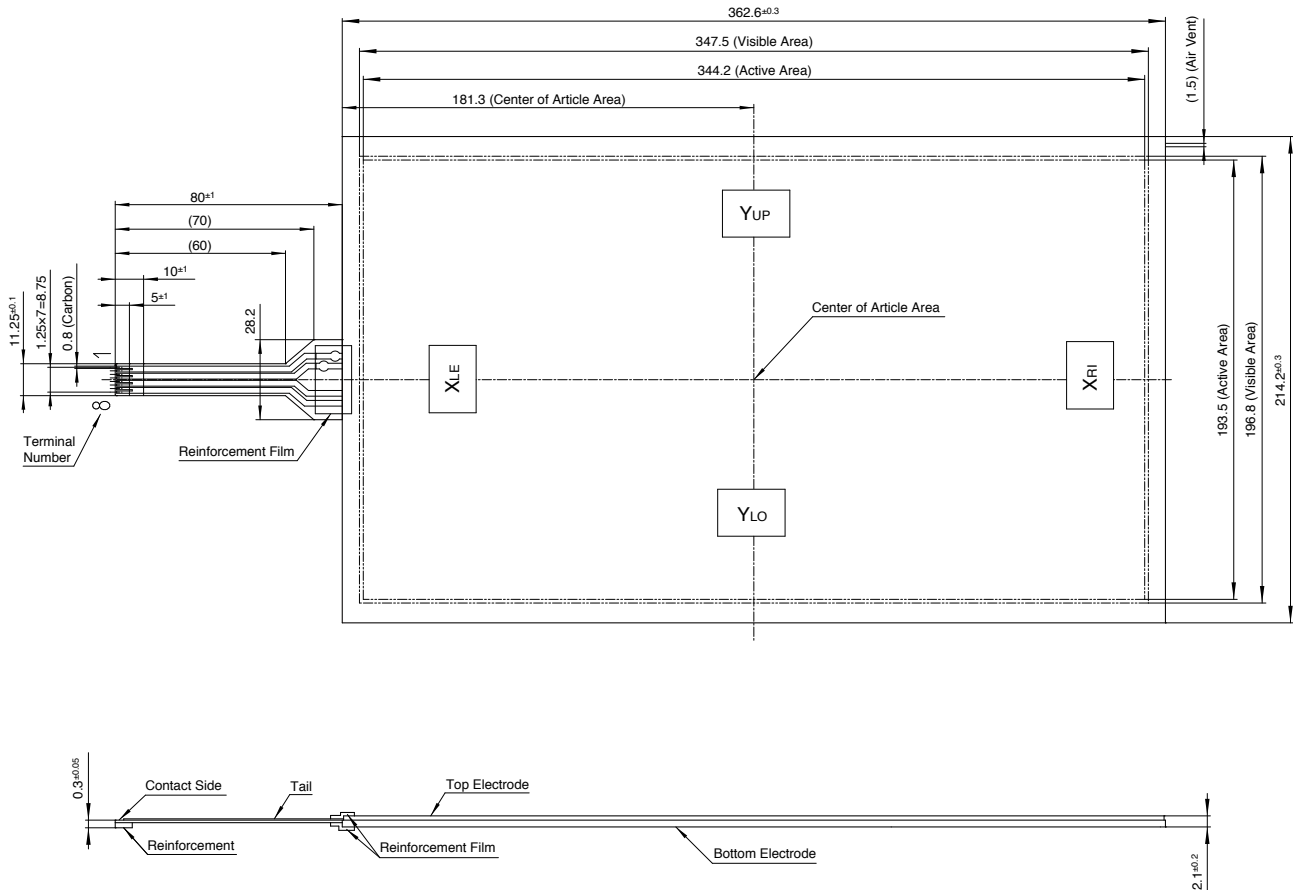 362.6±0.3
347.5 (Visible Area)
344.2 (Active Area)
181.3 (Center of Article Area)
(1.5) (Air Vent)
80±1
(70)
(60)
10±1
5±1
11.25±0.1
1.25x7=8.75
0.8 (Carbon)
28.2
1
8
Terminal
Number
Reinforcement Film
YUP
XLE
XRI
YLO
Center of Article Area
193.5 (Active Area)
196.8 (Visible Area)
214.2±0.3
0.3±0.05
Contact Side
Tail
Top Electrode
Reinforcement
Reinforcement Film
Bottom Electrode
2.1±0.2